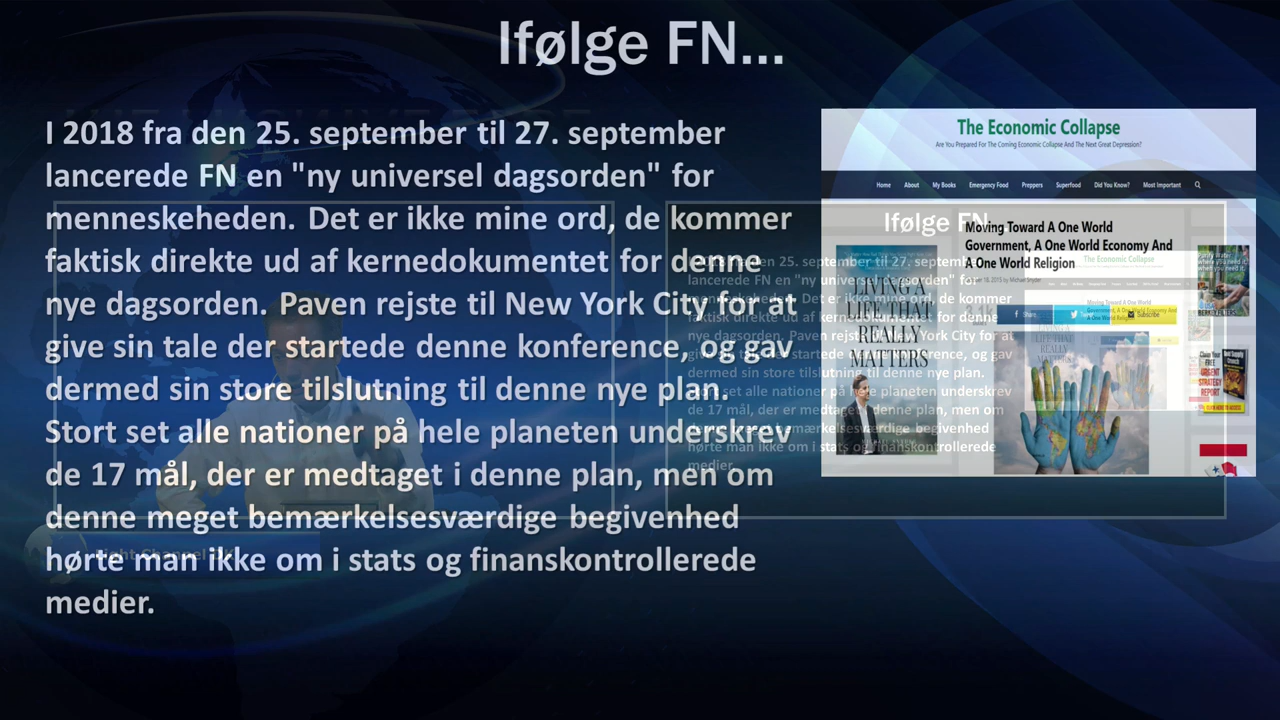 Ifølge FN...
I 2018 fra den 25. september til 27. september
lancerede FN en "ny universel dagsorden" for
menneskeheden. Det er ikke mine ord, de kommer
faktisk direkte ud af kernedokumentet for denne
nye dagsorden. Paven rejste til New York City for at
give sin tale der startede denne konference, og gav
dermed sin store tilslutning til denne nye plan.
Stort set alle nationer på hele planeten underskrev
de 17 mål, der er medtaget i denne plan, men om
denne meget bemærkelsesværdige begivenhed
hørte man ikke om i stats og finanskontrollerede
medier.
The Economic Collapse
Are You Prepared For The Coming Economic Collapse And The Next Great Depression?
Home About My Books Emergency Food Preppers Superfood Did You Know? Most Important
Ifølge FN...
Moving Toward A One World
Government, A One World Economy And
A One World Religion
Share
Subscribe
LIVING A
LIFE THAT
REALLY
MATTERS